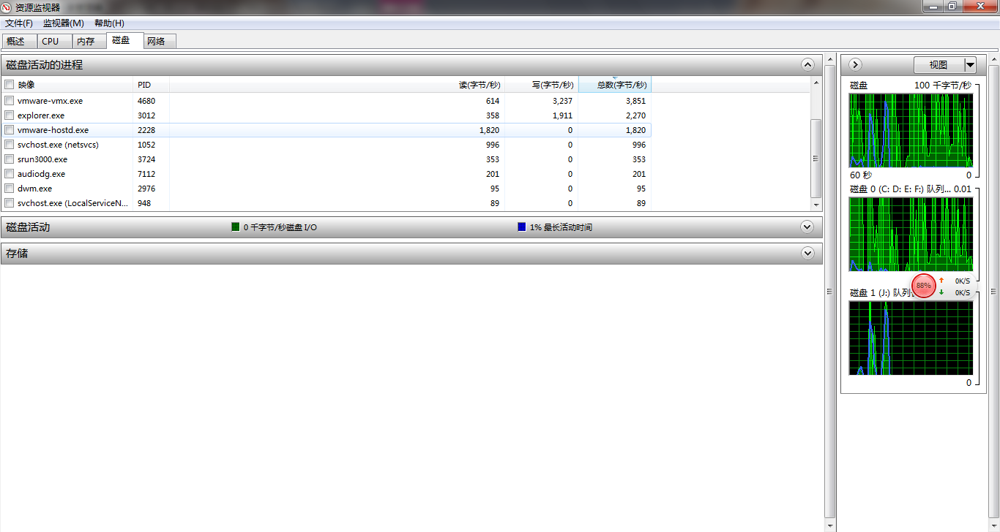 资源监视器
文件(F) 监视器(M) 帮助(H)
概述 CPU 内存 磁盘 网络
磁盘活动的进程
映像 PID 读(字节/秒) 写(字节/秒) 总数(字节/秒)
vmware-vmx.exe 4680 614 3,237 3,851
explorer.exe 3012 358 1,911 2,270
vmware-hostd.exe 2228 1,820 0 1,820
svchost.exe (netsvcs) 1052 996 0 996
srun3000.exe 3724 353 0 353
audiodg.exe 7112 201 0 201
dwm.exe 2976 95 0 95
svchost.exe (LocalServiceN... 948 89 0 89
磁盘活动 0 千字节/秒磁盘 I/O 1% 最长活动时间
存储
视图
磁盘 100 千字节/秒
60 秒 0
磁盘 0 (C: D: E: F:) 队列... 0.01
88% 0K/S
0K/S
磁盘 1 (J:) 队列
0